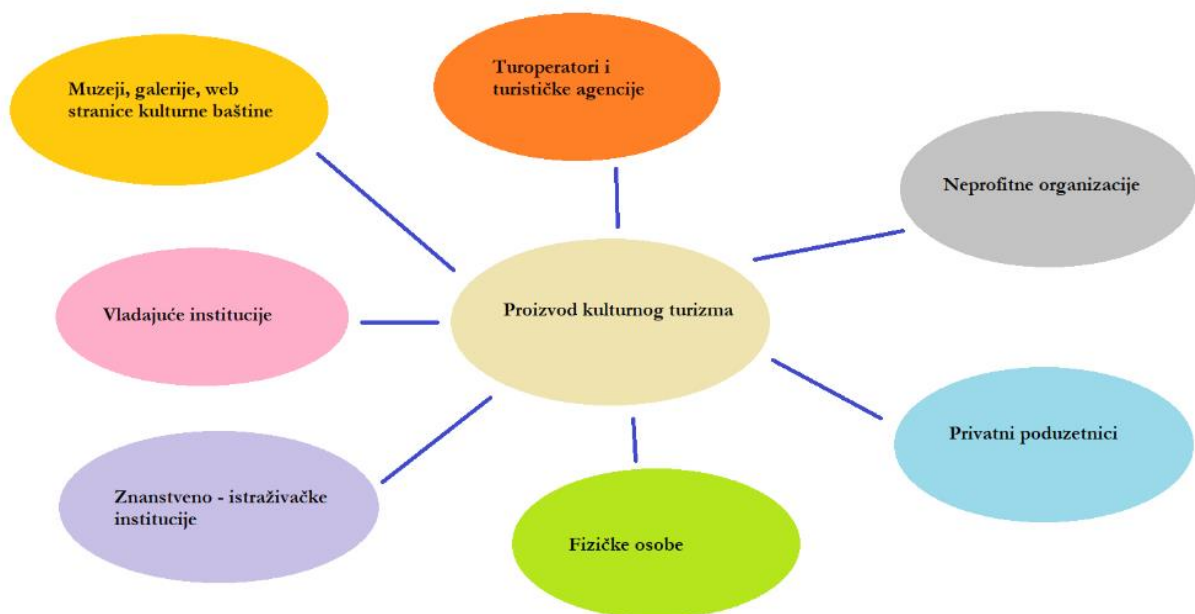 Muzeji, galerije, web
stranice kulturne baštine
Turoperatori i
turističke agencije
Neprofitne organizacije
Vladajuće institucije
Proizvod kulturnog turizma
Privatni poduzetnici
Znanstveno - istraživačke
institucije
Fizičke osobe